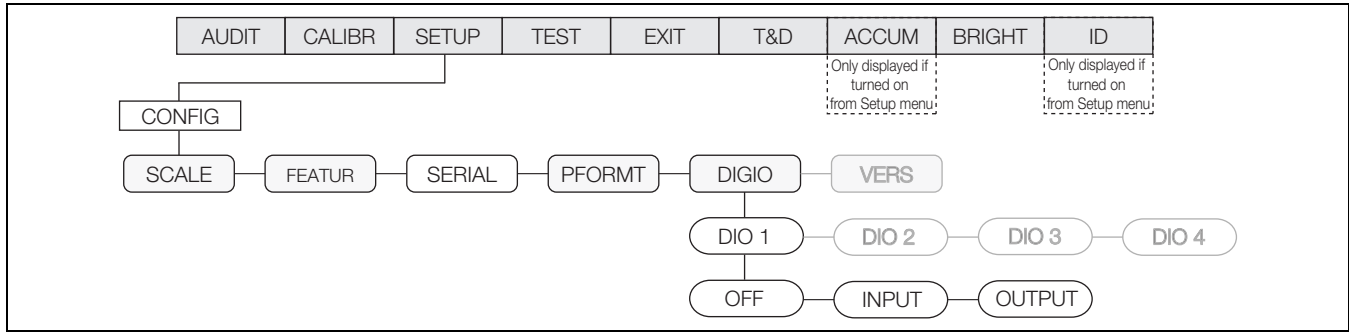 AUDIT CALIBR SETUP TEST EXIT T&D ACCUM BRIGHT ID
Only displayed if
turned on
from Setup menu
Only displayed if
turned on
from Setup menu
CONFIG
SCALE FEATUR SERIAL PFORMT DIGIO VERS
DIO 1 DIO 2 DIO 3 DIO 4
OFF INPUT OUTPUT